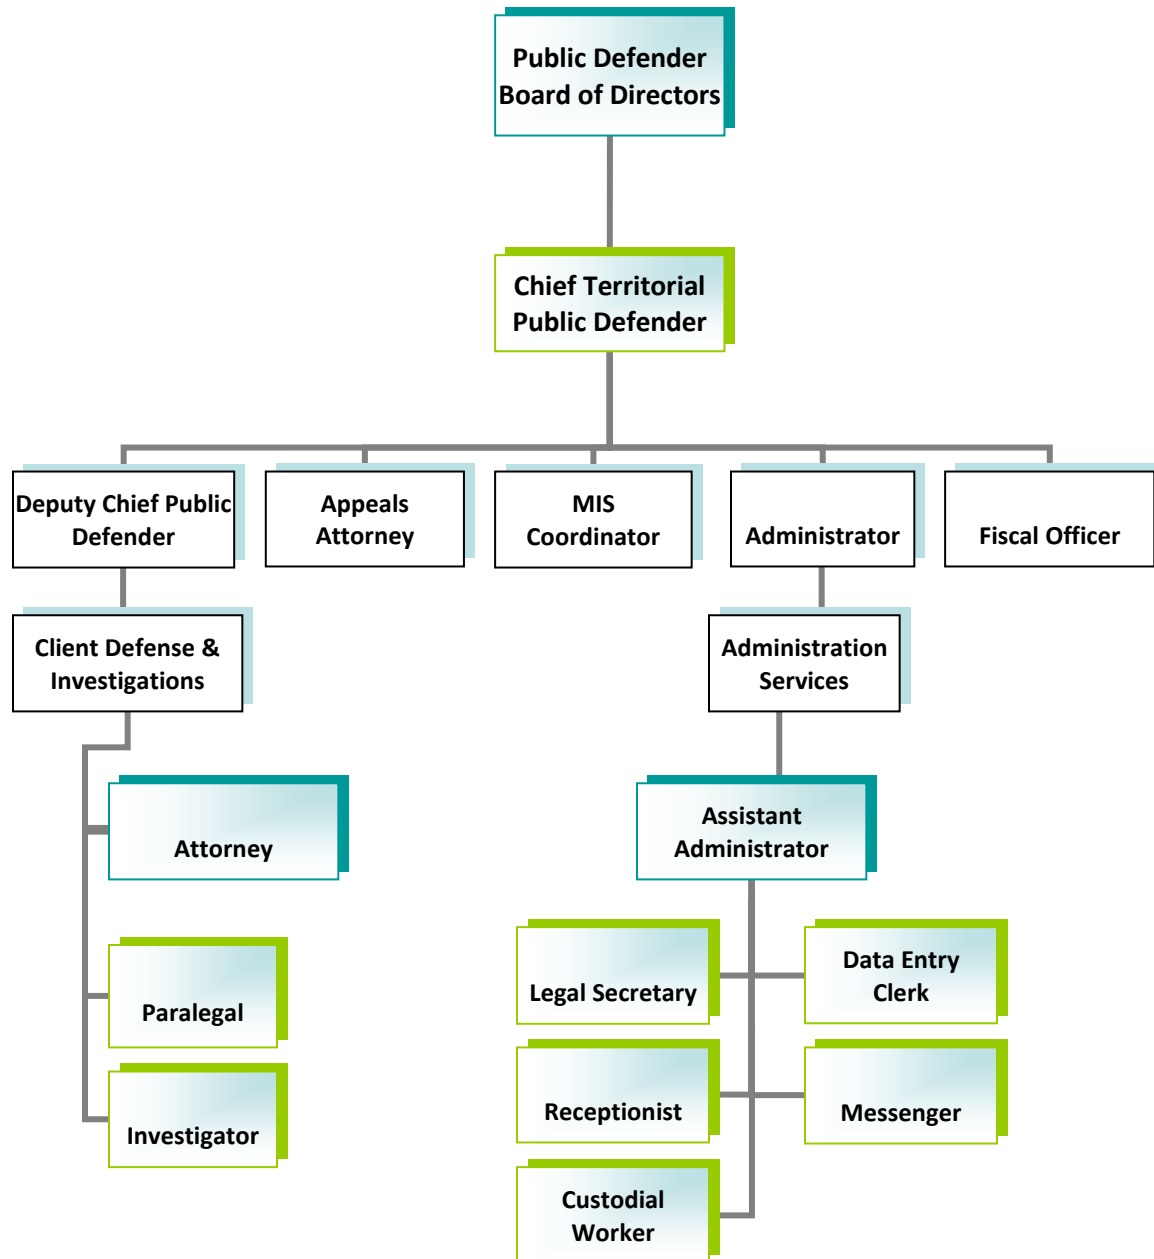 Public Defender
Board of Directors
Chief Territorial
Public Defender
Deputy Chief Public
Defender
Appeals
Attorney
MIS
Coordinator
Administrator
Fiscal Officer
Client Defense &
Investigations
Administration
Services
Attorney
Assistant
Administrator
Paralegal
Legal Secretary
Data Entry
Clerk
Investigator
Receptionist
Messenger
Custodial
Worker